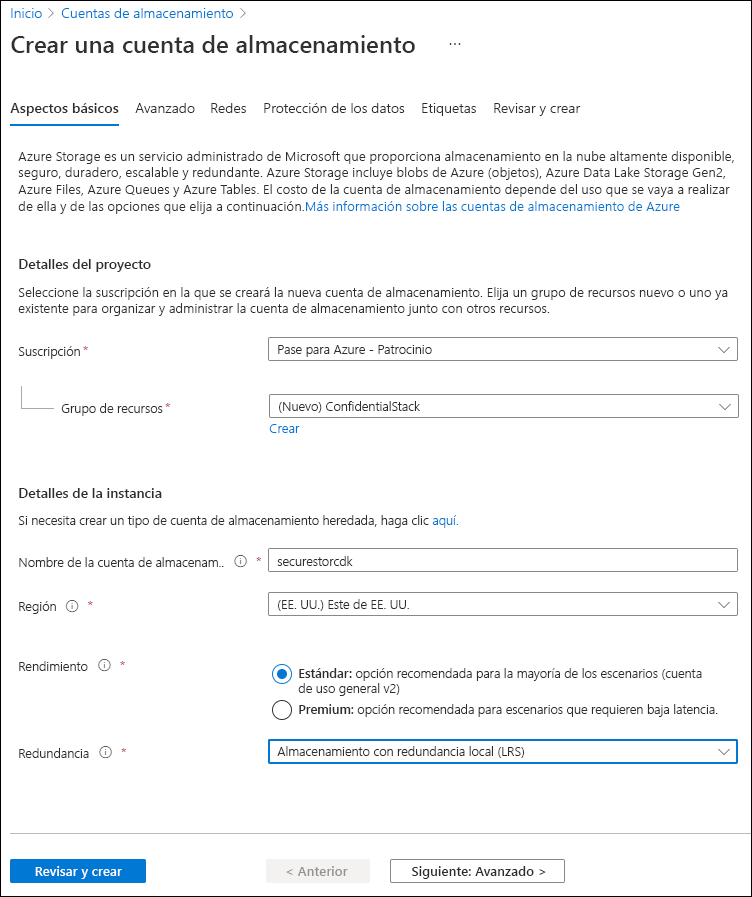 Inicio > Cuentas de almacenamiento >
Crear una cuenta de almacenamiento ...
Aspectos básicos Avanzado Redes Protección de los datos Etiquetas Revisar y crear
Azure Storage es un servicio administrado de Microsoft que proporciona almacenamiento en la nube altamente disponible,
seguro, duradero, escalable y redundante. Azure Storage incluye blobs de Azure (objetos), Azure Data Lake Storage Gen2,
Azure Files, Azure Queues y Azure Tables. El costo de la cuenta de almacenamiento depende del uso que se vaya a realizar
de ella y de las opciones que elija a continuación.Más información sobre las cuentas de almacenamiento de Azure
Detalles del proyecto
Seleccione la suscripción en la que se creará la nueva cuenta de almacenamiento. Elija un grupo de recursos nuevo o uno ya
existente para organizar y administrar la cuenta de almacenamiento junto con otros recursos.
Suscripción * Pase para Azure - Patrocinio
Grupo de recursos * (Nuevo) ConfidentialStack
Crear
Detalles de la instancia
Si necesita crear un tipo de cuenta de almacenamiento heredada, haga clic aquí.
Nombre de la cuenta de almacenam.. * securestorcdk
Región * (EE. UU.) Este de EE. UU.
Rendimiento * Estándar: opción recomendada para la mayoría de los escenarios (cuenta
de uso general v2)
Premium: opción recomendada para escenarios que requieren baja latencia.
Redundancia * Almacenamiento con redundancia local (LRS)
Revisar y crear < Anterior Siguiente: Avanzado >